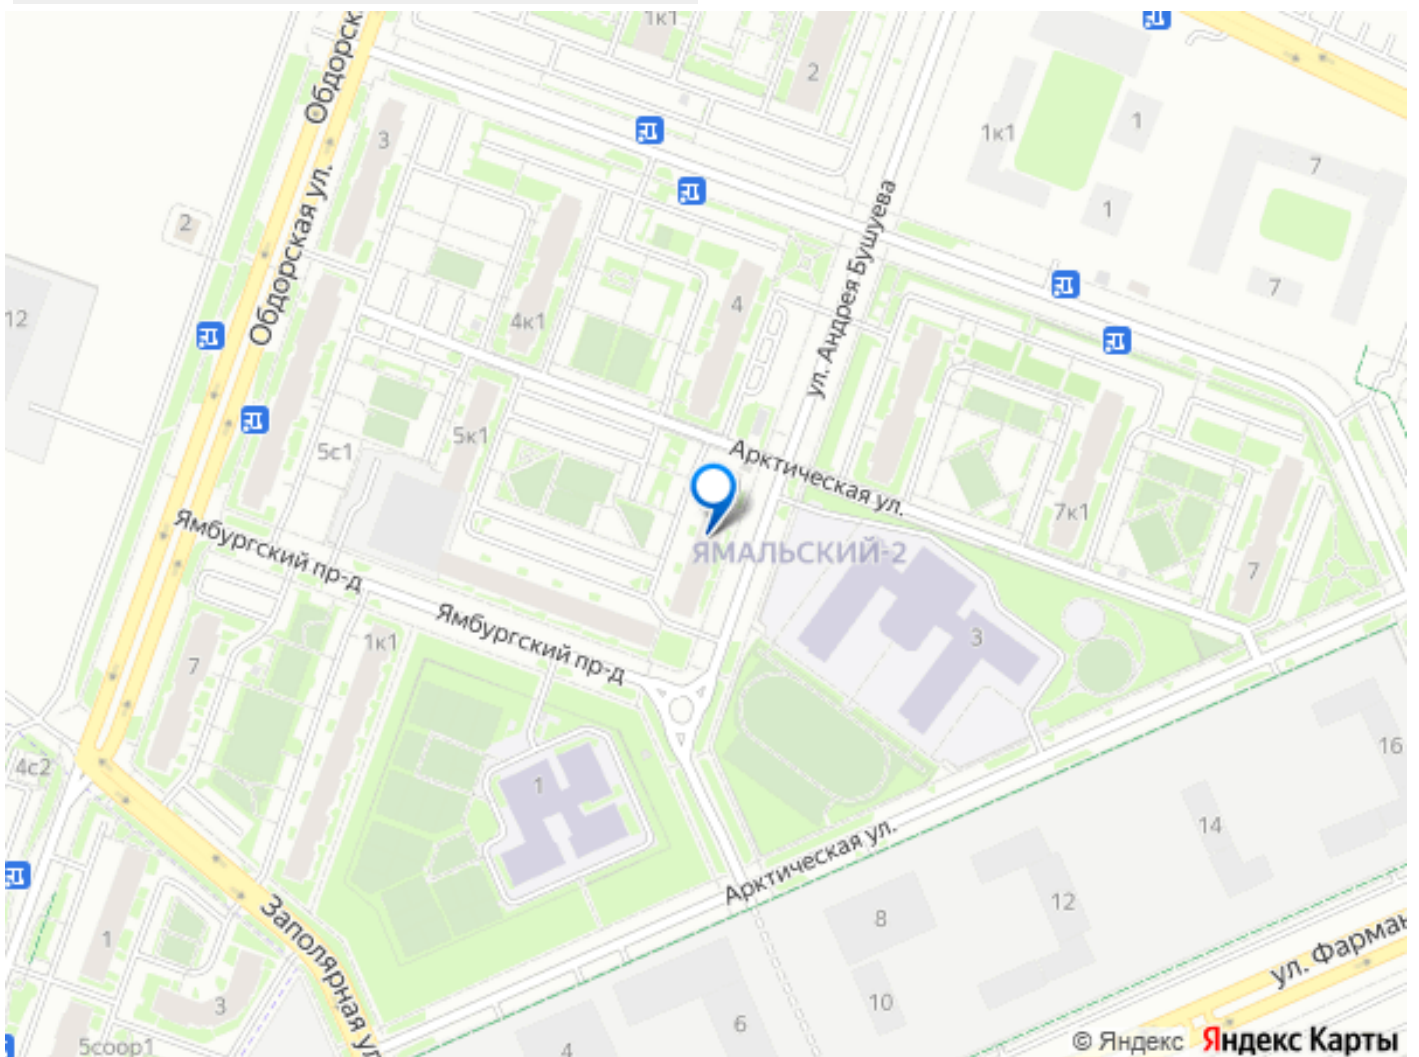 1к1
Обдорск
2
1
1к1
3
7
ул. Андрея Бушуева
Обдорская ул.
1
2
7
12
4к1
4
5к1
5с1
Арктическая ул.
7к1
Ямбургский пр-д
ЯМАЛЬСКИЙ-2
7
Ямбургский пр-д
1к1
3
7
16
4с2
1
14
Арктическая ул.
12
8
Заполярная ул
1
ул. Фарман
3
10
6
5соор1
4
© Яндекс Яндекс Карты